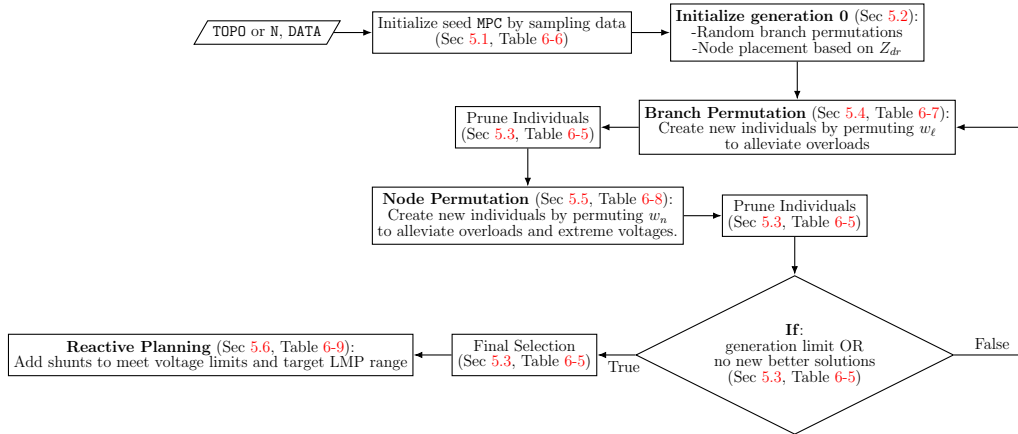 TOPO or N, DATA
Initialize seed MPC by sampling data
(Sec 5.1, Table 6-6)
Initialize generation 0 (Sec 5.2):
-Random branch permutations
-Node placement based on Z_{dr}
Branch Permutation (Sec 5.4, Table 6-7):
Create new individuals by permuting w_ℓ
to alleviate overloads
Prune Individuals
(Sec 5.3, Table 6-5)
Node Permutation (Sec 5.5, Table 6-8):
Create new individuals by permuting w_n
to alleviate overloads and extreme voltages.
Prune Individuals
(Sec 5.3, Table 6-5)
If:
generation limit OR
no new better solutions
(Sec 5.3, Table 6-5)
False
True
Final Selection
(Sec 5.3, Table 6-5)
Reactive Planning (Sec 5.6, Table 6-9):
Add shunts to meet voltage limits and target LMP range